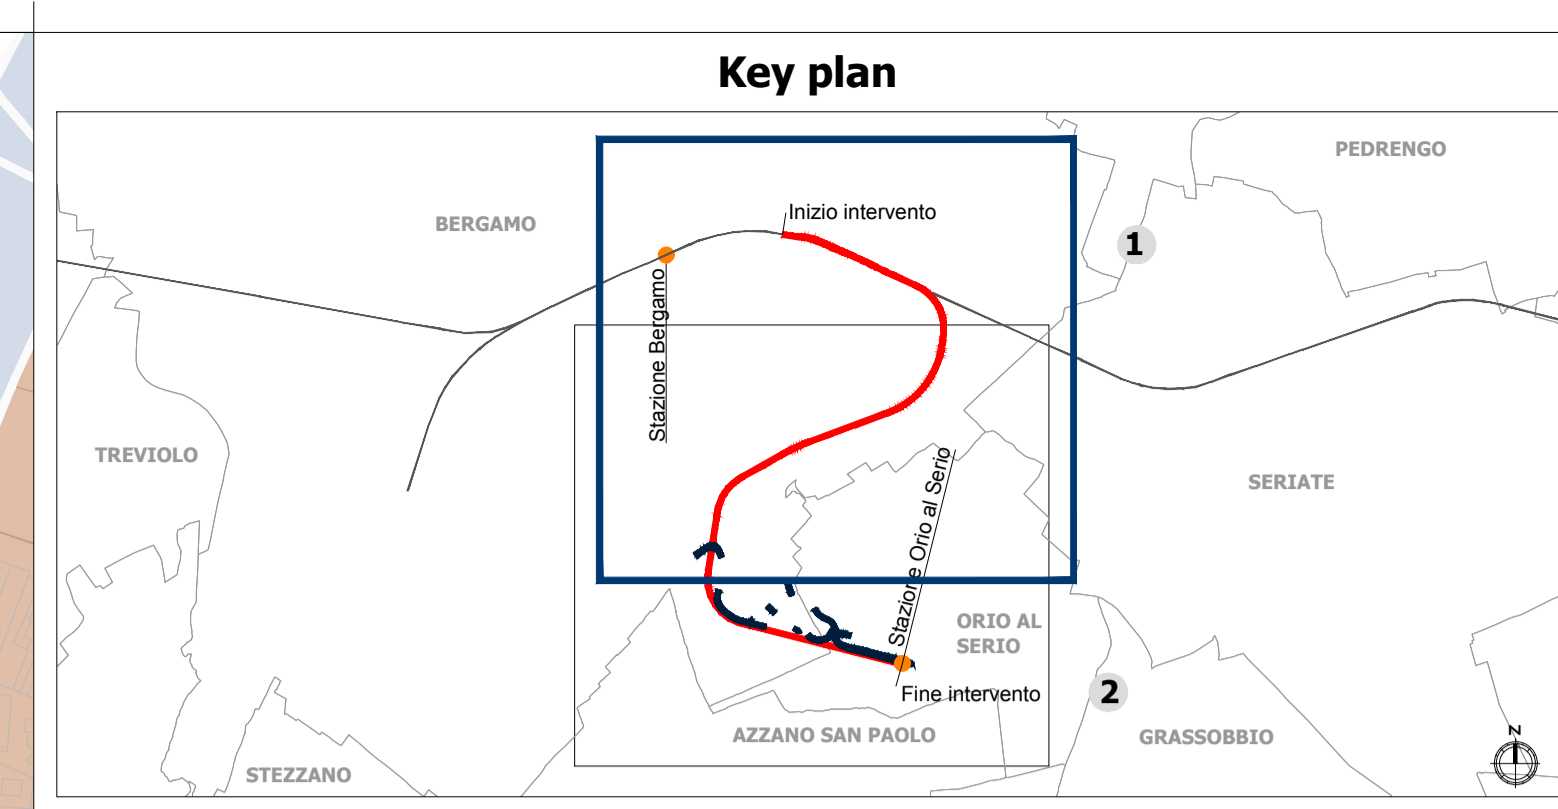 Key plan
PEDRENGO
BERGAMO
Inizio intervento
1
Stazione Bergamo
TREVIOLO
SERIATE
Stazione Orio al Serio
ORIO AL
SERIO
Fine intervento
2
AZZANO SAN PAOLO
GRASSOBBIO
STEZZANO
N